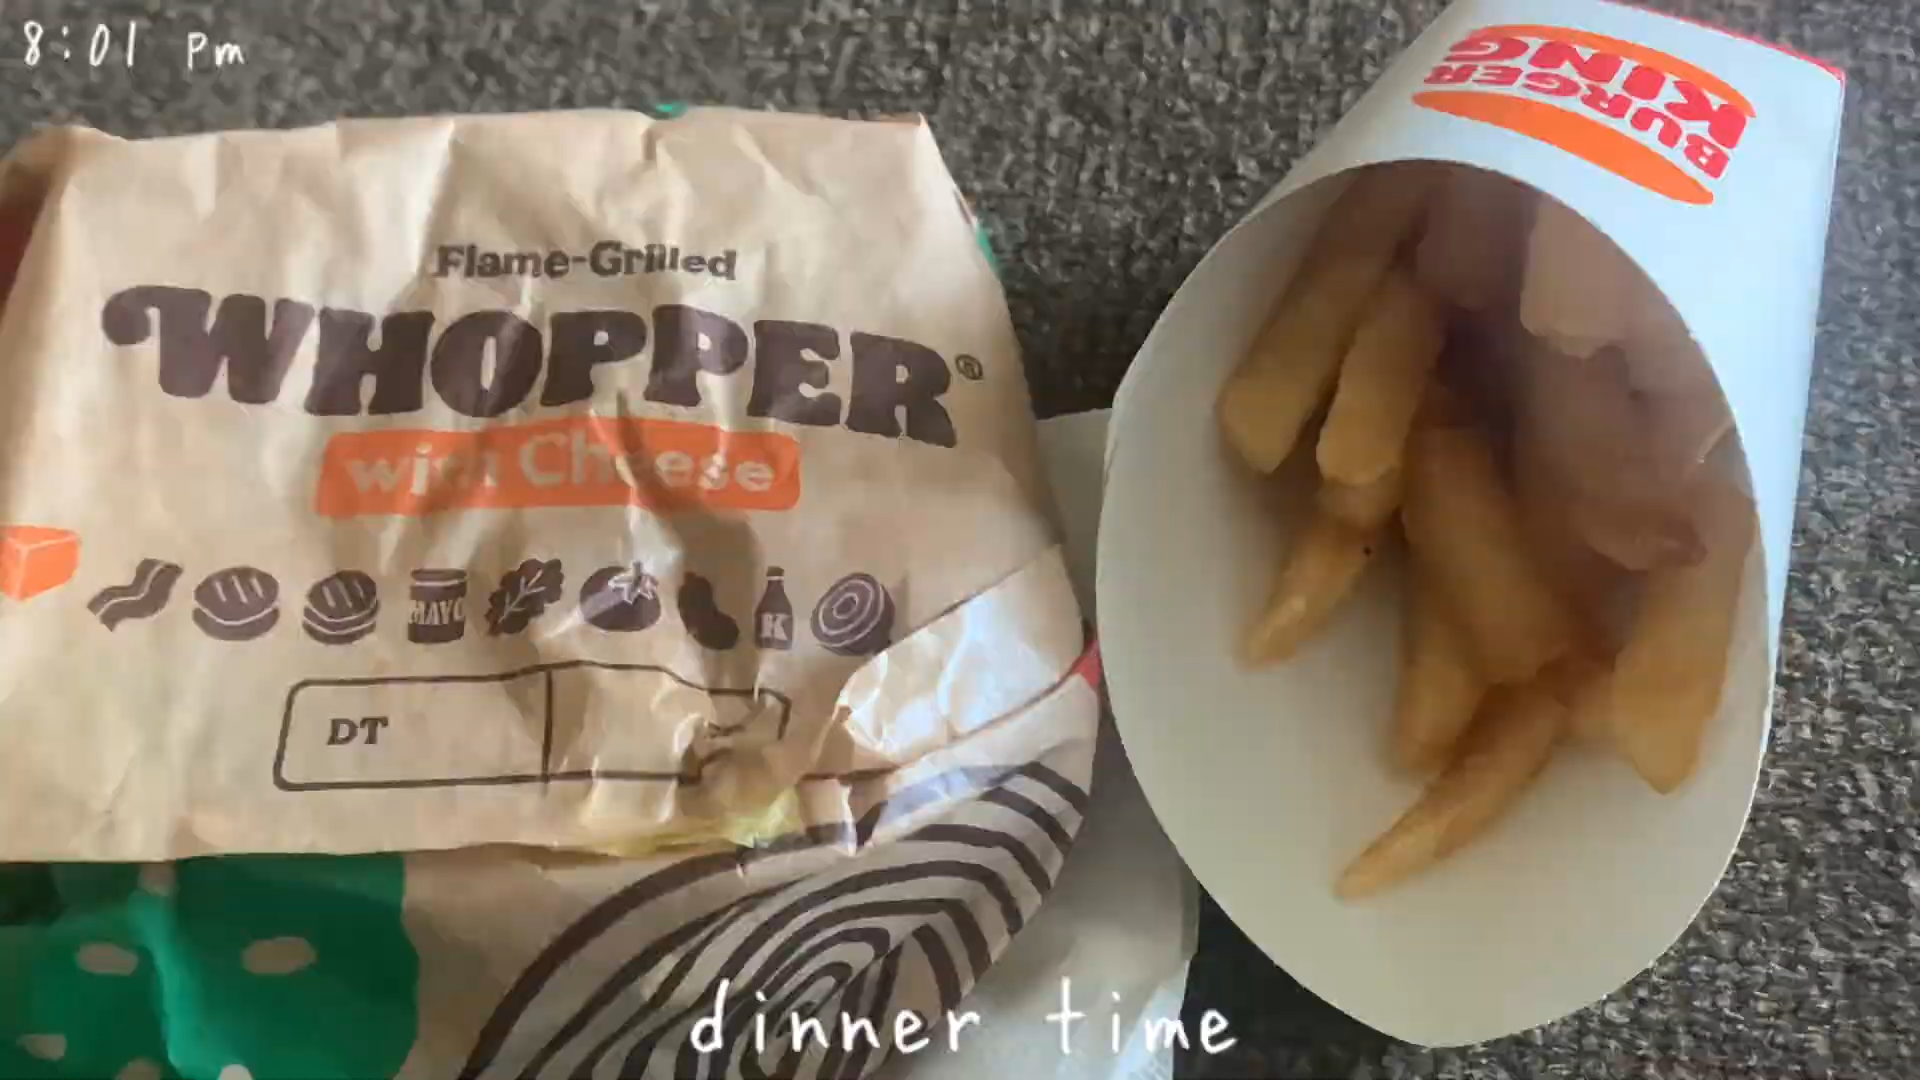 8:01 pm
BURGER
KING
Flame-Grilled
WHOPPER®
with Cheese
MAYO
K
DT
dinner time